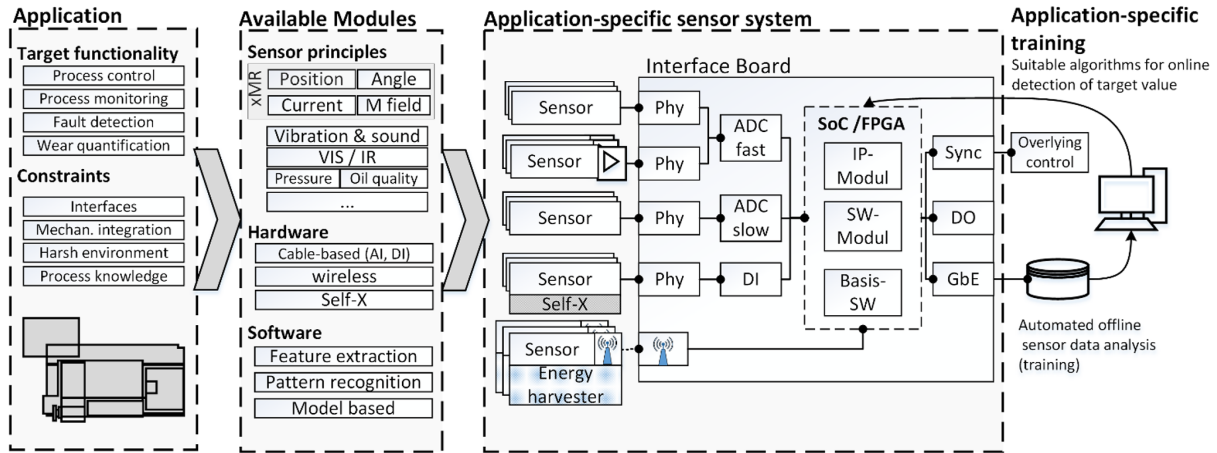 Application
Target functionality
Process control
Process monitoring
Fault detection
Wear quantification
Constraints
Interfaces
Mechan. integration
Harsh environment
Process knowledge
Available Modules
Sensor principles
xMR
Position
Angle
Current
M field
Vibration & sound
VIS / IR
Pressure
Oil quality
...
Hardware
Cable-based (AI, DI)
wireless
Self-X
Software
Feature extraction
Pattern recognition
Model based
Application-specific sensor system
Interface Board
Sensor
Phy
Sensor
Phy
ADC
fast
Sensor
Phy
ADC
slow
Sensor
Self-X
Phy
DI
Sensor
Energy
harvester
SoC /FPGA
IP-
Modul
SW-
Modul
Basis-
SW
Sync
DO
GbE
Application-specific
training
Suitable algorithms for online
detection of target value
Overlying
control
Automated offline
sensor data analysis
(training)